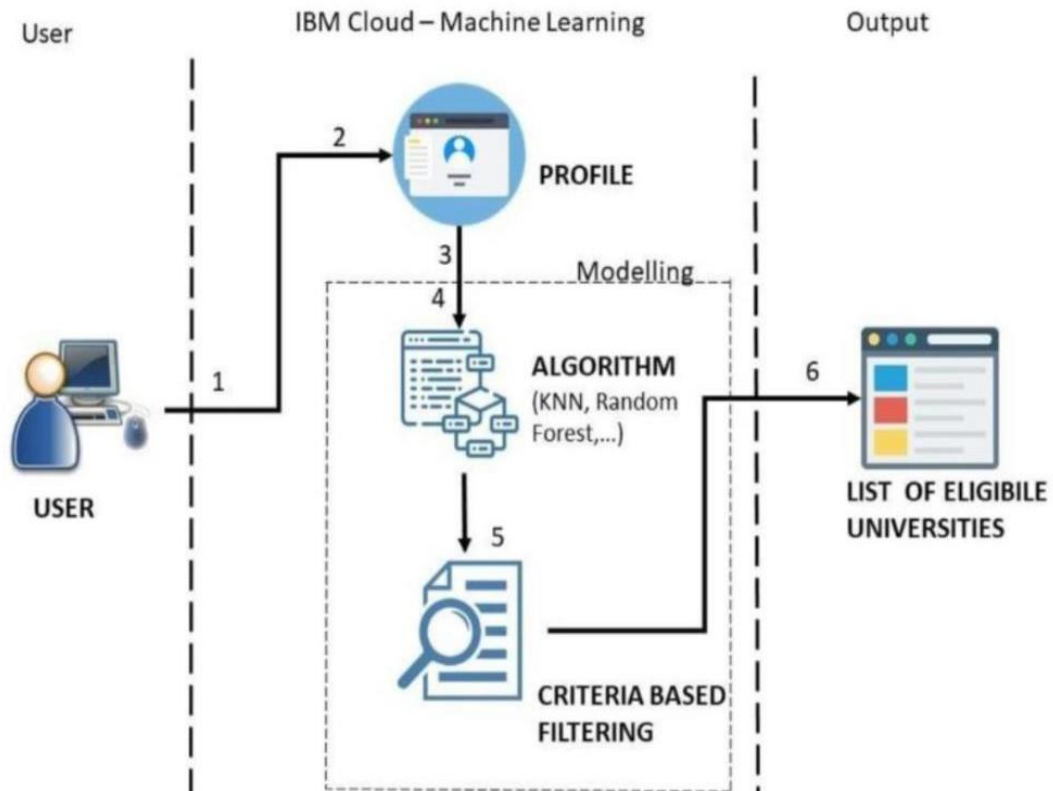 User
IBM Cloud – Machine Learning
Output
2
PROFILE
3
Modelling
4
1
ALGORITHM
(KNN, Random
Forest,...)
6
USER
LIST OF ELIGIBILE
UNIVERSITIES
5
CRITERIA BASED
FILTERING